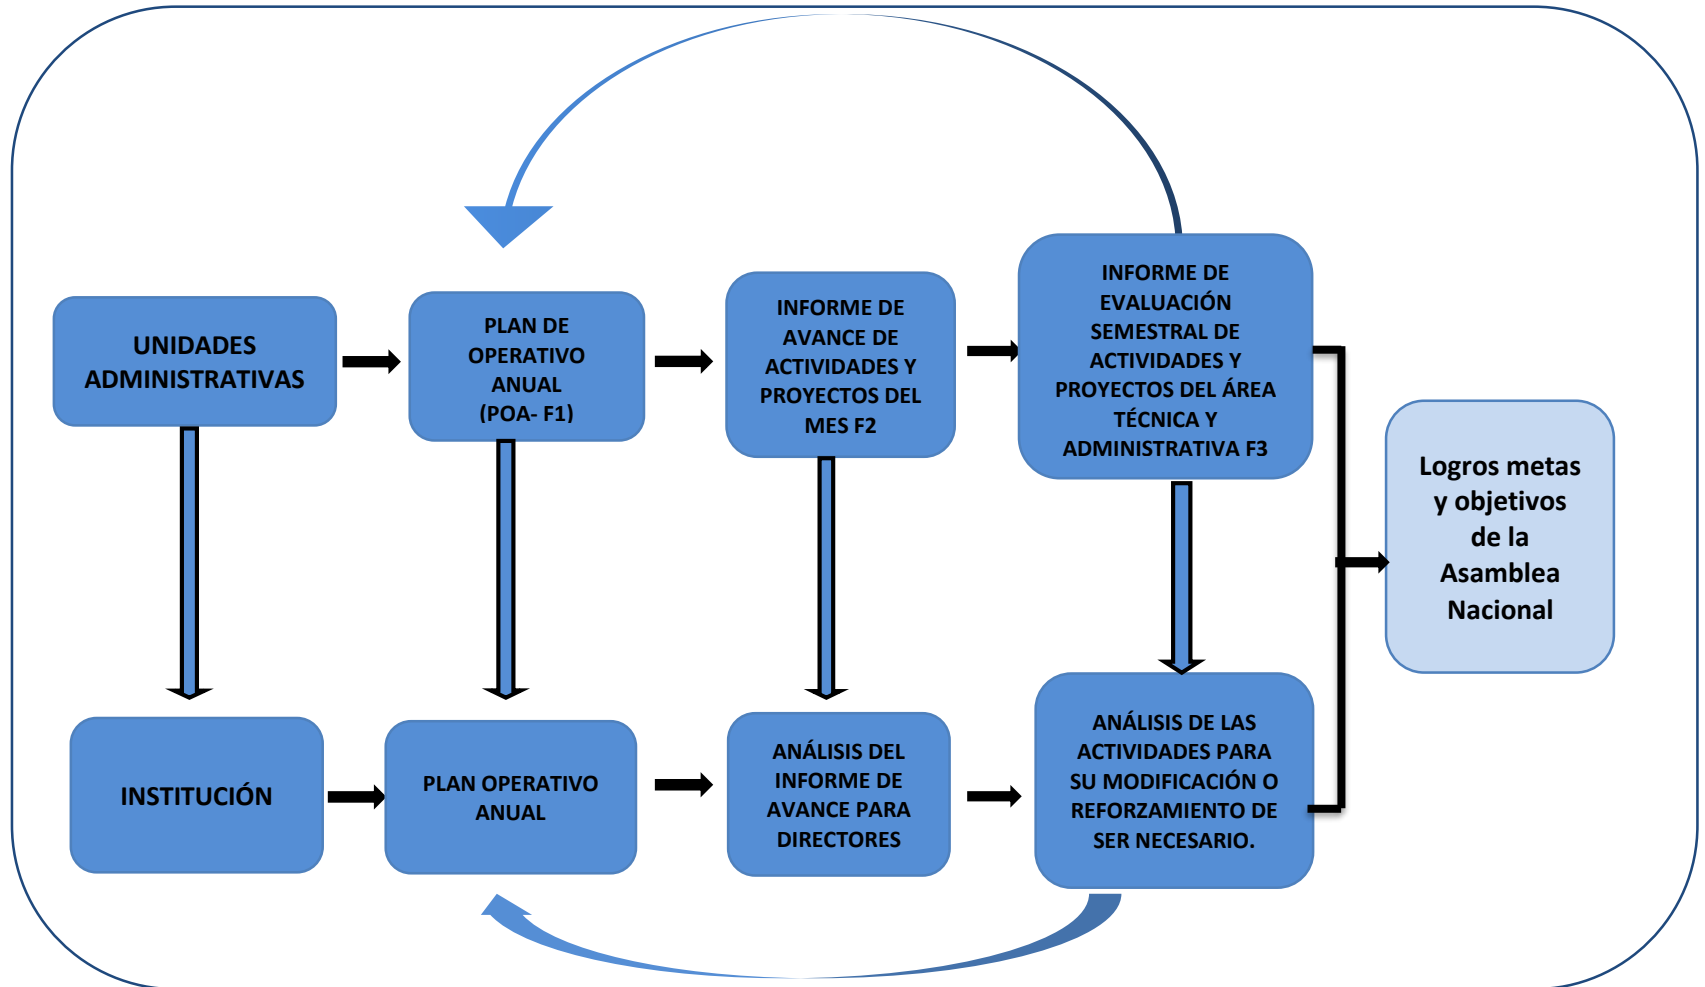 UNIDADES
ADMINISTRATIVAS
PLAN DE
OPERATIVO
ANUAL
(POA- F1)
INFORME DE
AVANCE DE
ACTIVIDADES Y
PROYECTOS DEL
MES F2
INFORME DE
EVALUACIÓN
SEMESTRAL DE
ACTIVIDADES Y
PROYECTOS DEL ÁREA
TÉCNICA Y
ADMINISTRATIVA F3
Logros metas
y objetivos
de la
Asamblea
Nacional
INSTITUCIÓN
PLAN OPERATIVO
ANUAL
ANÁLISIS DEL
INFORME DE
AVANCE PARA
DIRECTORES
ANÁLISIS DE LAS
ACTIVIDADES PARA
SU MODIFICACIÓN O
REFORZAMIENTO DE
SER NECESARIO.